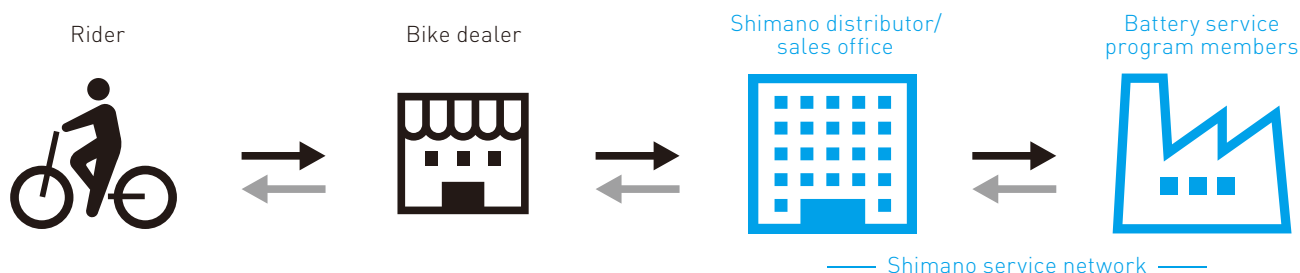 Rider
Bike dealer
Shimano distributor/
sales office
Battery service
program members
Shimano service network